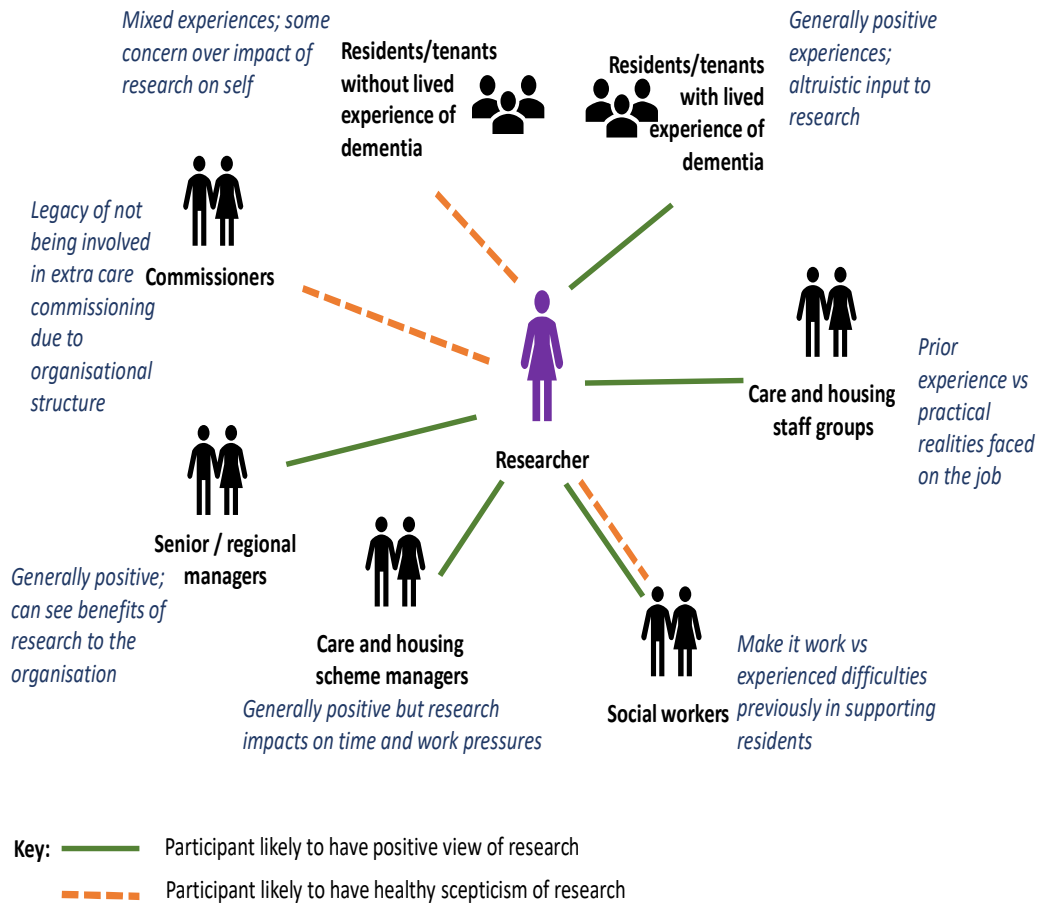 Mixed experiences; some
concern over impact of
research on self
Residents/tenants
without lived
experience of
dementia
Residents/tenants
with lived
experience of
dementia
Generally positive
experiences;
altruistic input to
research
Legacy of not
being involved
in extra care
commissioning
due to
organisational
structure
Commissioners
Care and housing
staff groups
Prior
experience vs
practical
realities faced
on the job
Researcher
Senior / regional
managers
Generally positive;
can see benefits of
research to the
organisation
Care and housing
scheme managers
Generally positive but research
impacts on time and work pressures
Social workers
Make it work vs
experienced difficulties
previously in supporting
residents
Key:
Participant likely to have positive view of research
Participant likely to have healthy scepticism of research